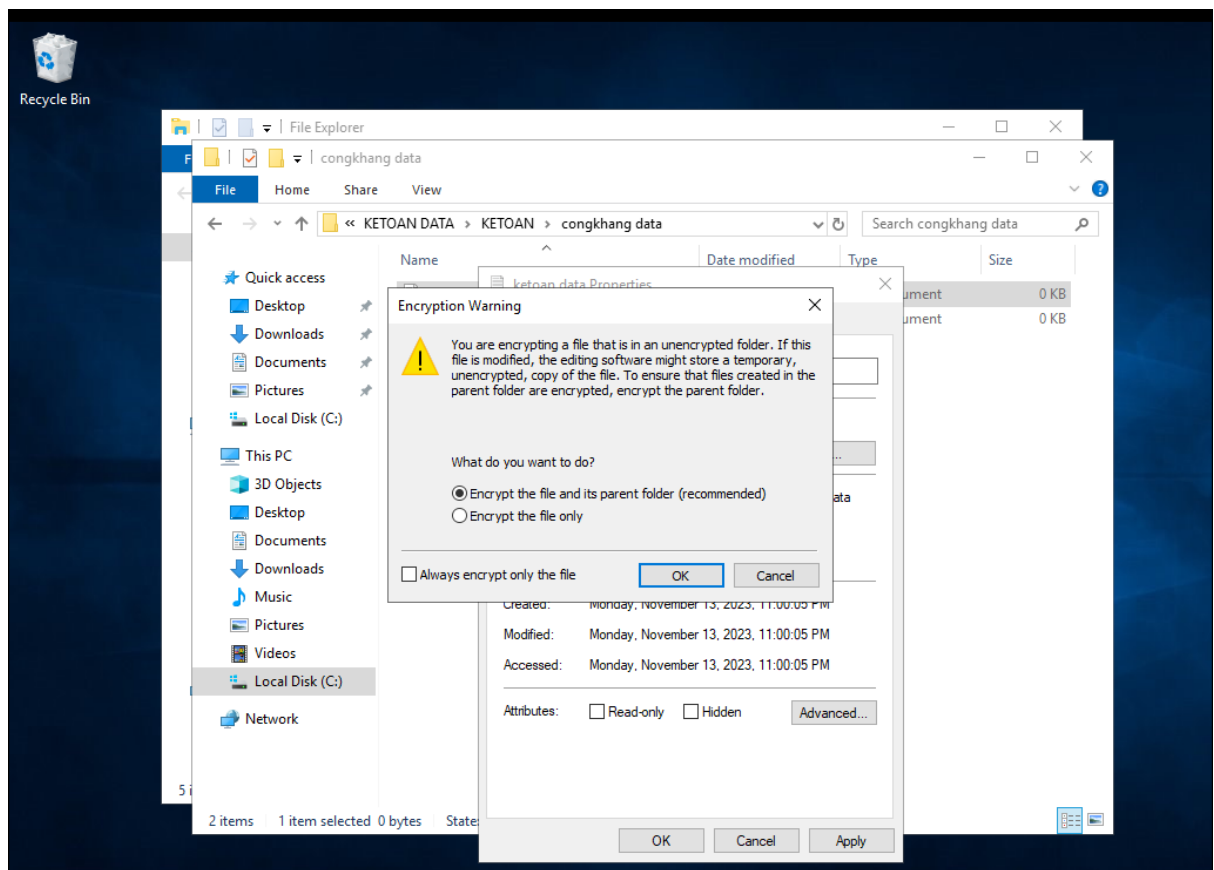 Recycle Bin
File Explorer
F
congkhang data
File Home Share View
« KETOAN DATA › KETOAN › congkhang data
Search congkhang data
Name Date modified Type Size
Quick access
Desktop
Downloads
Documents
Pictures
Local Disk (C:)
This PC
3D Objects
Desktop
Documents
Downloads
Music
Pictures
Videos
Local Disk (C:)
Network
ument 0 KB
ument 0 KB
ketoan data Properties
Encryption Warning
You are encrypting a file that is in an unencrypted folder. If this
file is modified, the editing software might store a temporary,
unencrypted, copy of the file. To ensure that files created in the
parent folder are encrypted, encrypt the parent folder.
What do you want to do?
Encrypt the file and its parent folder (recommended)
Encrypt the file only
Always encrypt only the file
OK Cancel
...
ata
Created: Monday, November 13, 2023, 11:00:05 PM
Modified: Monday, November 13, 2023, 11:00:05 PM
Accessed: Monday, November 13, 2023, 11:00:05 PM
Attributes: Read-only Hidden Advanced...
OK Cancel Apply
5 i
2 items 1 item selected 0 bytes State: